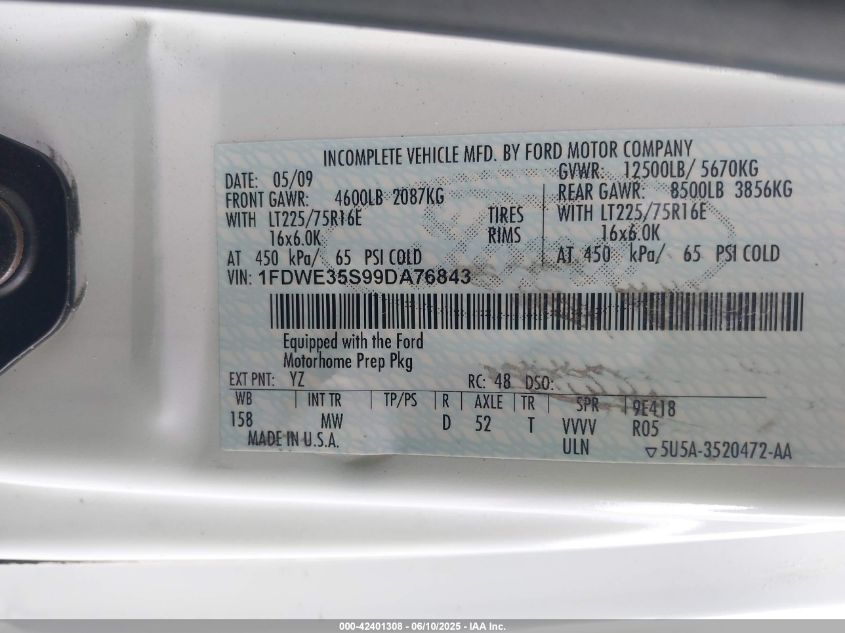 INCOMPLETE VEHICLE MFD. BY FORD MOTOR COMPANY
DATE: 05/09 GVWR: 12500LB/ 5670KG
FRONT GAWR: 4600LB 2087KG REAR GAWR: 8500LB 3856KG
WITH LT225/75R16E TIRES WITH LT225/75R16E
16x6.0K RIMS 16x6.0K
AT 450 kPa/ 65 PSI COLD AT 450 kPa/ 65 PSI COLD
VIN: 1FDWE35S99DA76843
Equipped with the Ford
Motorhome Prep Pkg
EXT PNT: YZ RC: 48 DSO:
WB INT TR TP/PS R AXLE TR SPR 9E4J8
158 MW D 52 T VVVV R05
MADE IN U.S.A. ULN ▽5U5A-3520472-AA
000-42401308 - 06/10/2025 - IAA Inc.